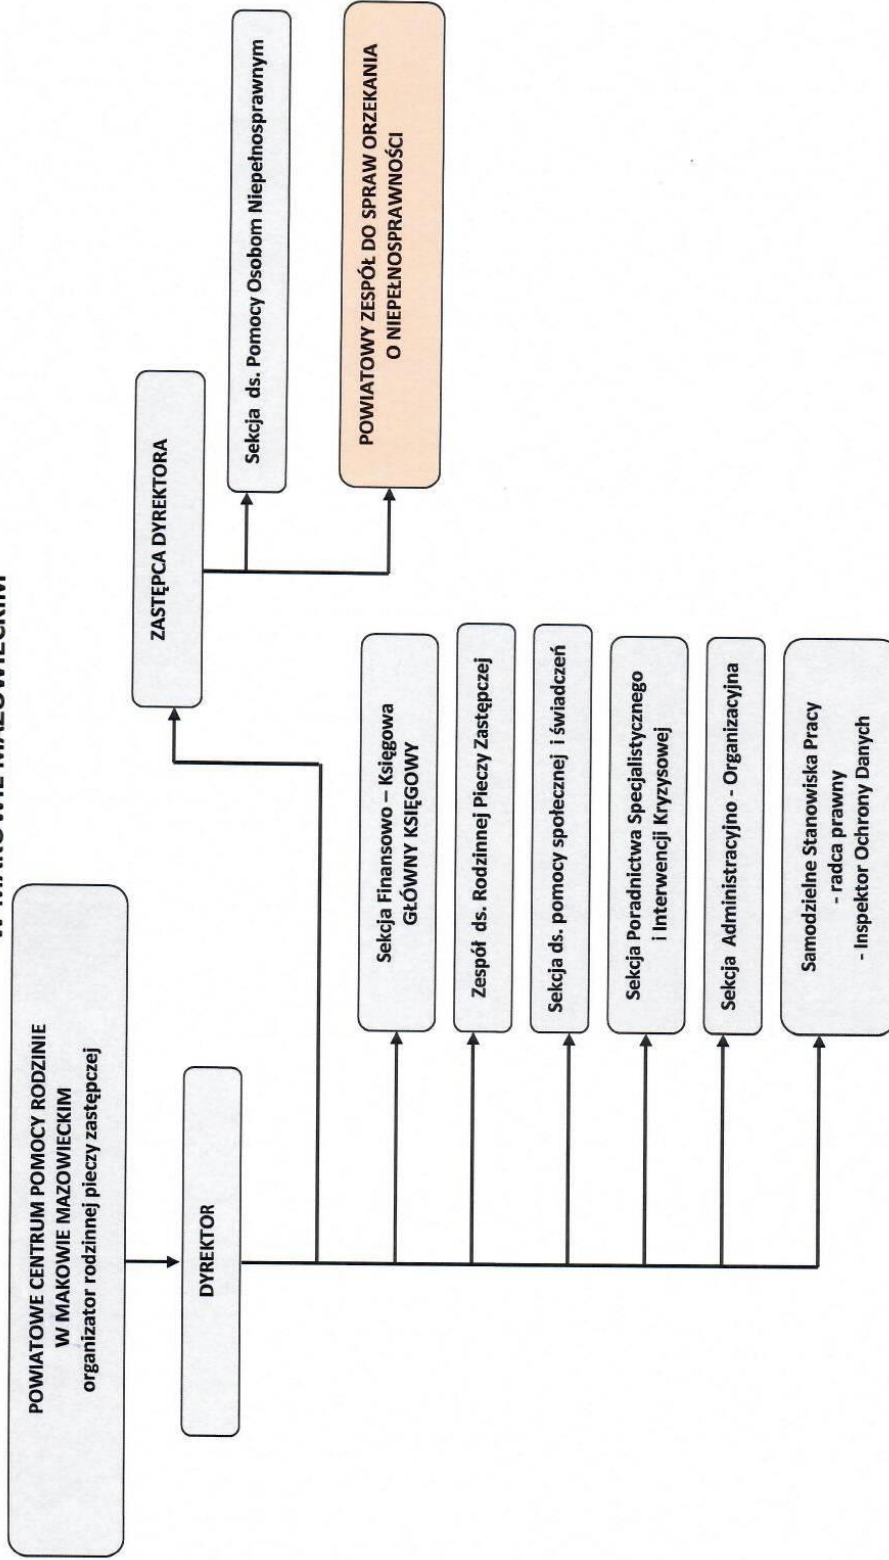 W MAKOWIE MAZOWIECKIM
POWIATOWE CENTRUM POMOCY RODZINIE
W MAKOWIE MAZOWIECKIM
organizator rodzinnej pieczy zastępczej
DYREKTOR
ZASTĘPCA DYREKTORA
Sekcja ds. Pomocy Osobom Niepełnosprawnym
POWIATOWY ZESPÓŁ DO SPRAW ORZEKANIA
O NIEPEŁNOSPRAWNOŚCI
Sekcja Finansowo – Księgowa
GŁÓWNY KSIĘGOWY
Zespół ds. Rodzinnej Pieczy Zastępczej
Sekcja ds. pomocy społecznej i świadczeń
Sekcja Poradnictwa Specjalistycznego
i Interwencji Kryzysowej
Sekcja Administracyjno - Organizacyjna
Samodzielne Stanowiska Pracy
- radca prawny
- Inspektor Ochrony Danych